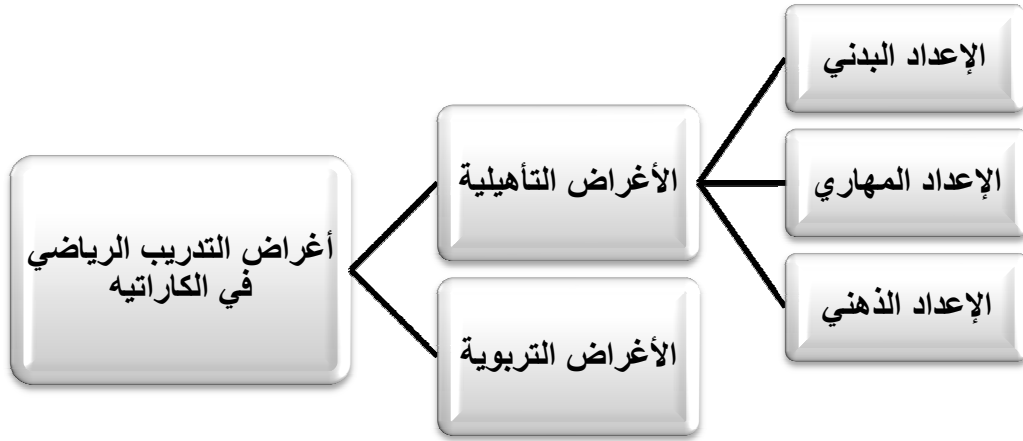 أغراض التدريب الرياضي
في الكاراتيه
الأغراض التأهيلية
الأغراض التربوية
الإعداد البدني
الإعداد المهاري
الإعداد الذهني